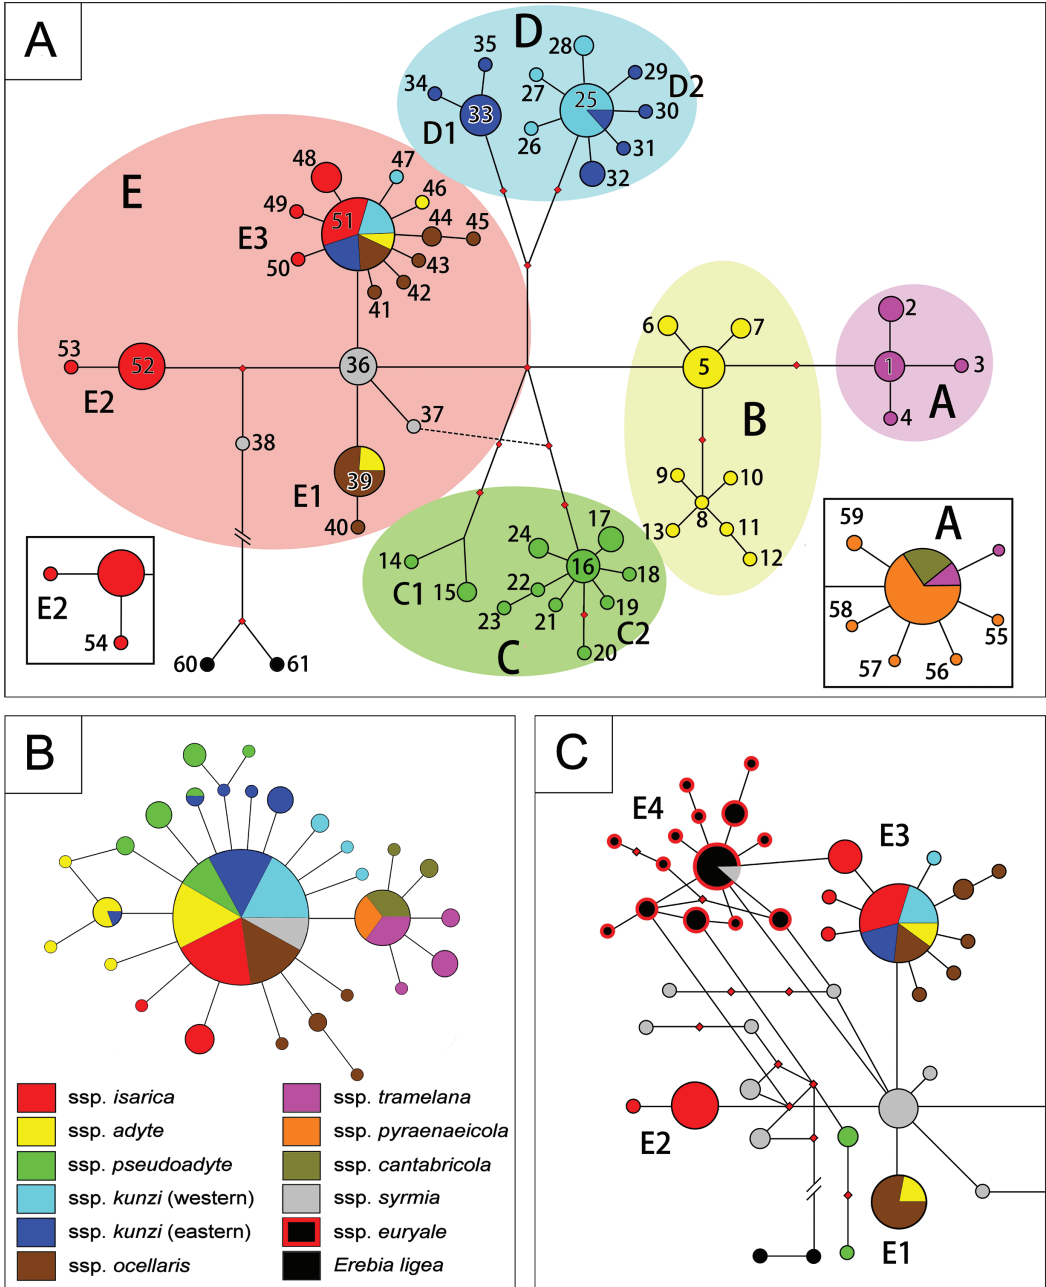 A
D
35
28
34
29
27
25
D2
33
30
D1
26
31
32
E
48
47
46
49
51
44
45
E3
50
43
42
41
6
7
2
53
52
36
5
1
3
E2
4
A
37
B
38
39
E1
9
10
40
8
13
11
12
17
24
14
16
18
C1
15
22
19
23
21
C2
20
C
E2
54
60
61
A
59
58
55
57
56
B
ssp. isarica
ssp. adyte
ssp. pseudoadyte
ssp. kunzi (western)
ssp. kunzi (eastern)
ssp. ocellaris
ssp. tramelana
ssp. pyraenaeicola
ssp. cantabricola
ssp. syrmia
ssp. euryale
Erebia ligea
C
E4
E3
E2
E1